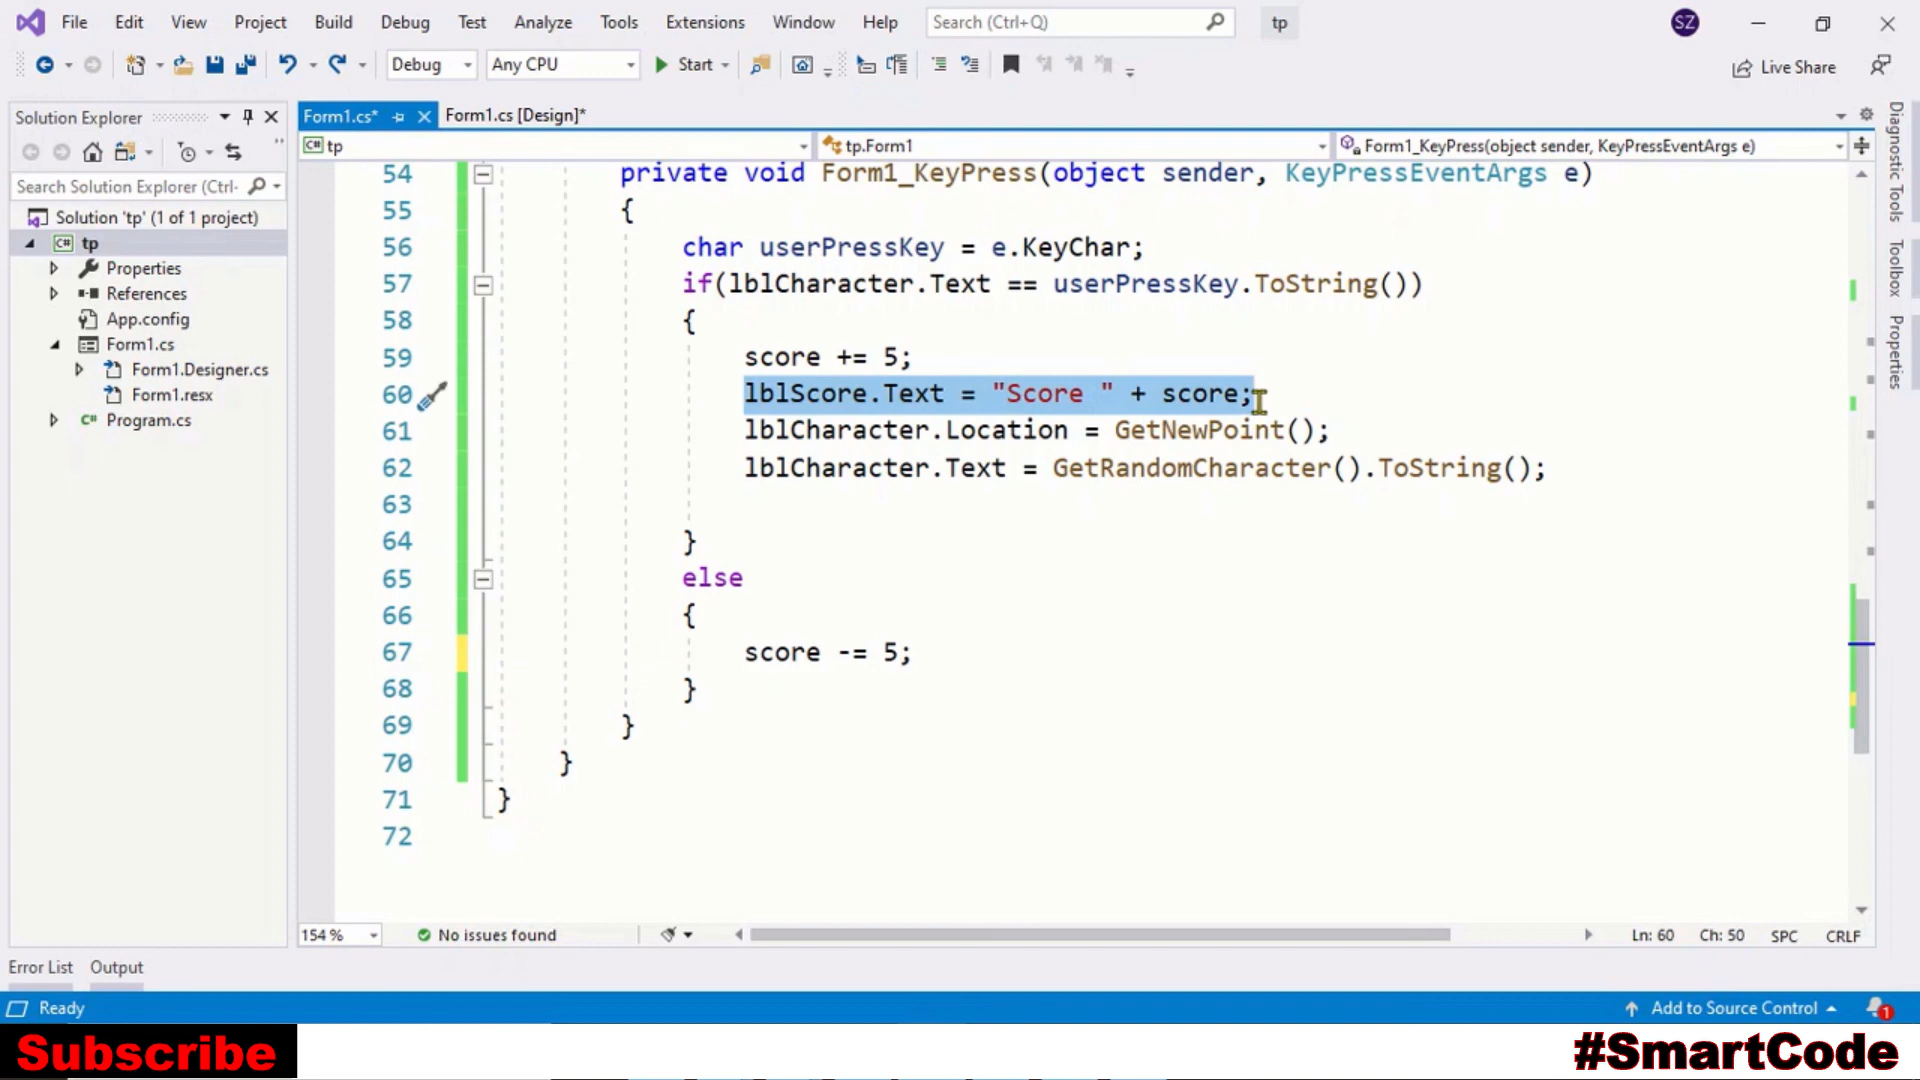 File Edit View Project Build Debug Test Analyze Tools Extensions Window Help Search (Ctrl+Q) tp SZ
Debug Any CPU Start Live Share
Solution Explorer
Search Solution Explorer (Ctrl-
Solution 'tp' (1 of 1 project)
tp
Properties
References
App.config
Form1.cs
Form1.Designer.cs
Form1.resx
Program.cs
Form1.cs* Form1.cs [Design]*
tp tp.Form1 Form1_KeyPress(object sender, KeyPressEventArgs e)
54 private void Form1_KeyPress(object sender, KeyPressEventArgs e)
55 {
56 char userPressKey = e.KeyChar;
57 if(lblCharacter.Text == userPressKey.ToString())
58 {
59 score += 5;
60 lblScore.Text = "Score " + score;
61 lblCharacter.Location = GetNewPoint();
62 lblCharacter.Text = GetRandomCharacter().ToString();
63
64 }
65 else
66 {
67 score -= 5;
68 }
69 }
70 }
71 }
72
154 % No issues found Ln: 60 Ch: 50 SPC CRLF
Diagnostic Tools
Toolbox
Properties
Error List Output
Ready Add to Source Control 1
Subscribe #SmartCode